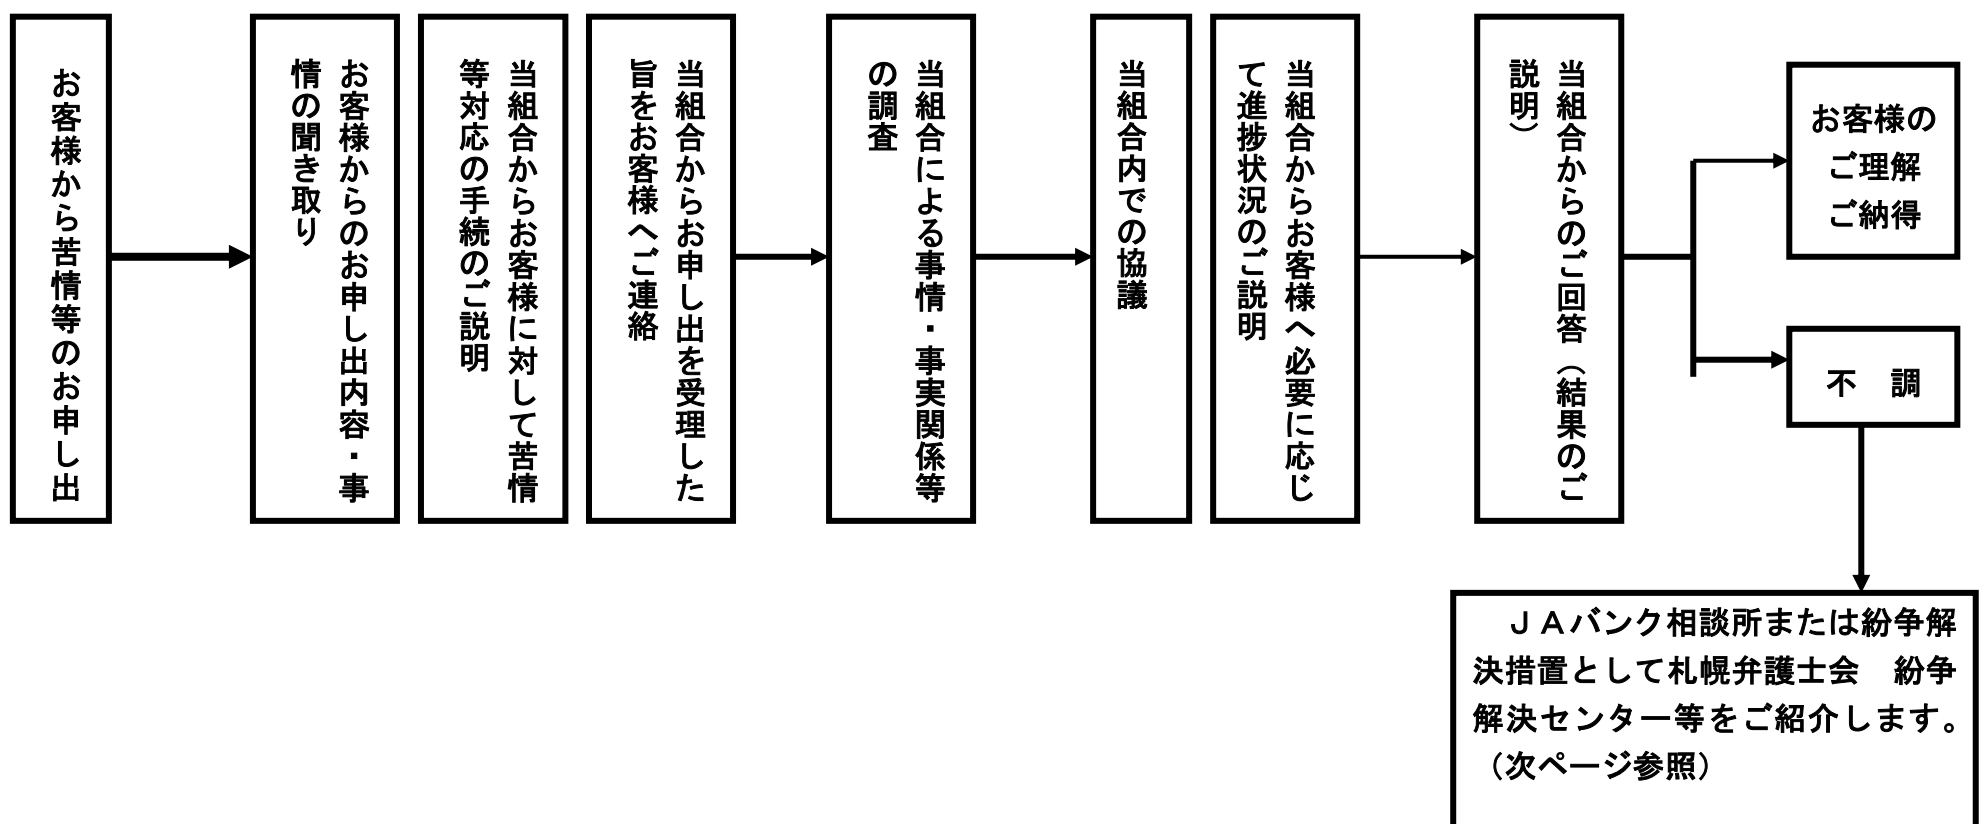 お客様から苦情等のお申し出
お客様からのお申し出内容・事
情の聞き取り
当組合からお客様に対して苦情
等対応の手続のご説明
当組合からお申し出を受理した
旨をお客様へご連絡
当組合による事情・事実関係等
の調査
当組合内での協議
当組合からお客様へ必要に応じ
て進捗状況のご説明
当組合からのご回答（結果のご
説明）
お客様の
ご理解
ご納得
不　調
ＪＡバンク相談所または紛争解
決措置として札幌弁護士会　紛争
解決センター等をご紹介します。
（次ページ参照）